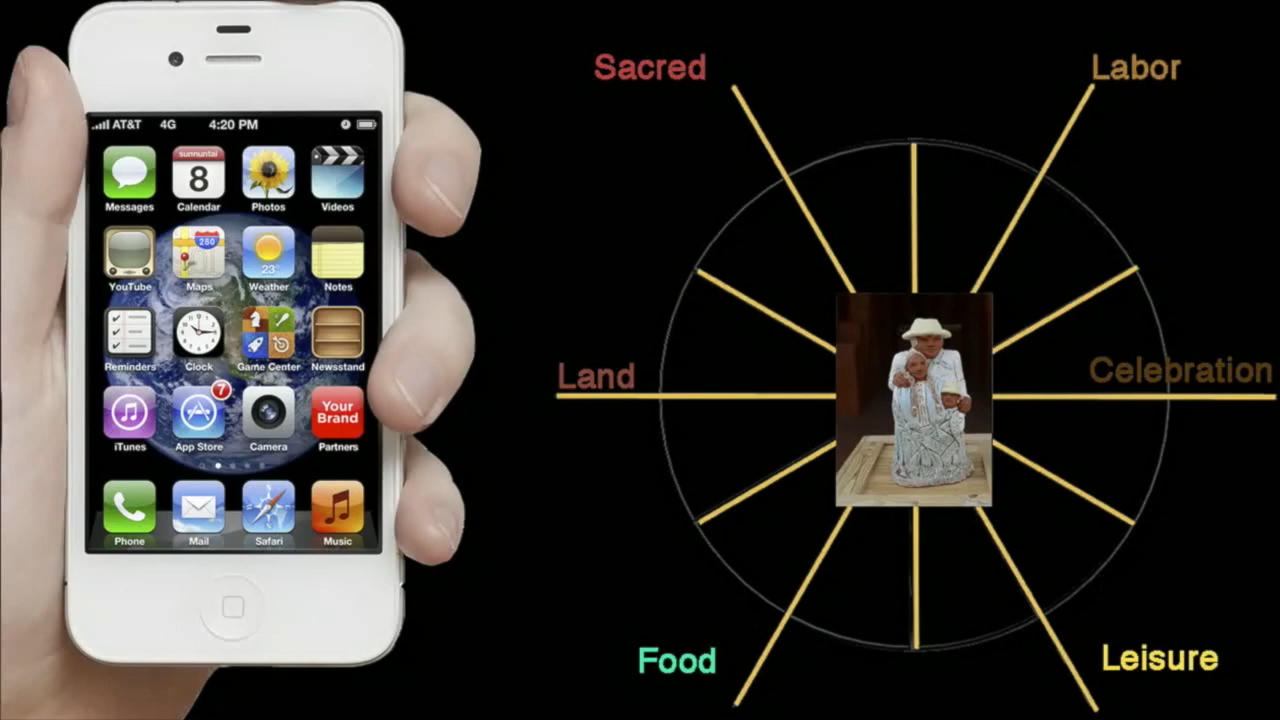 AT&T 4G 4:20 PM
sunnuntai
8
Messages Calendar Photos Videos
280
23°
YouTube Maps Weather Notes
Reminders Clock Game Center Newsstand
7
Your
Brand
iTunes App Store Camera Partners
Phone Mail Safari Music
Sacred
Labor
Land
Celebration
Food
Leisure